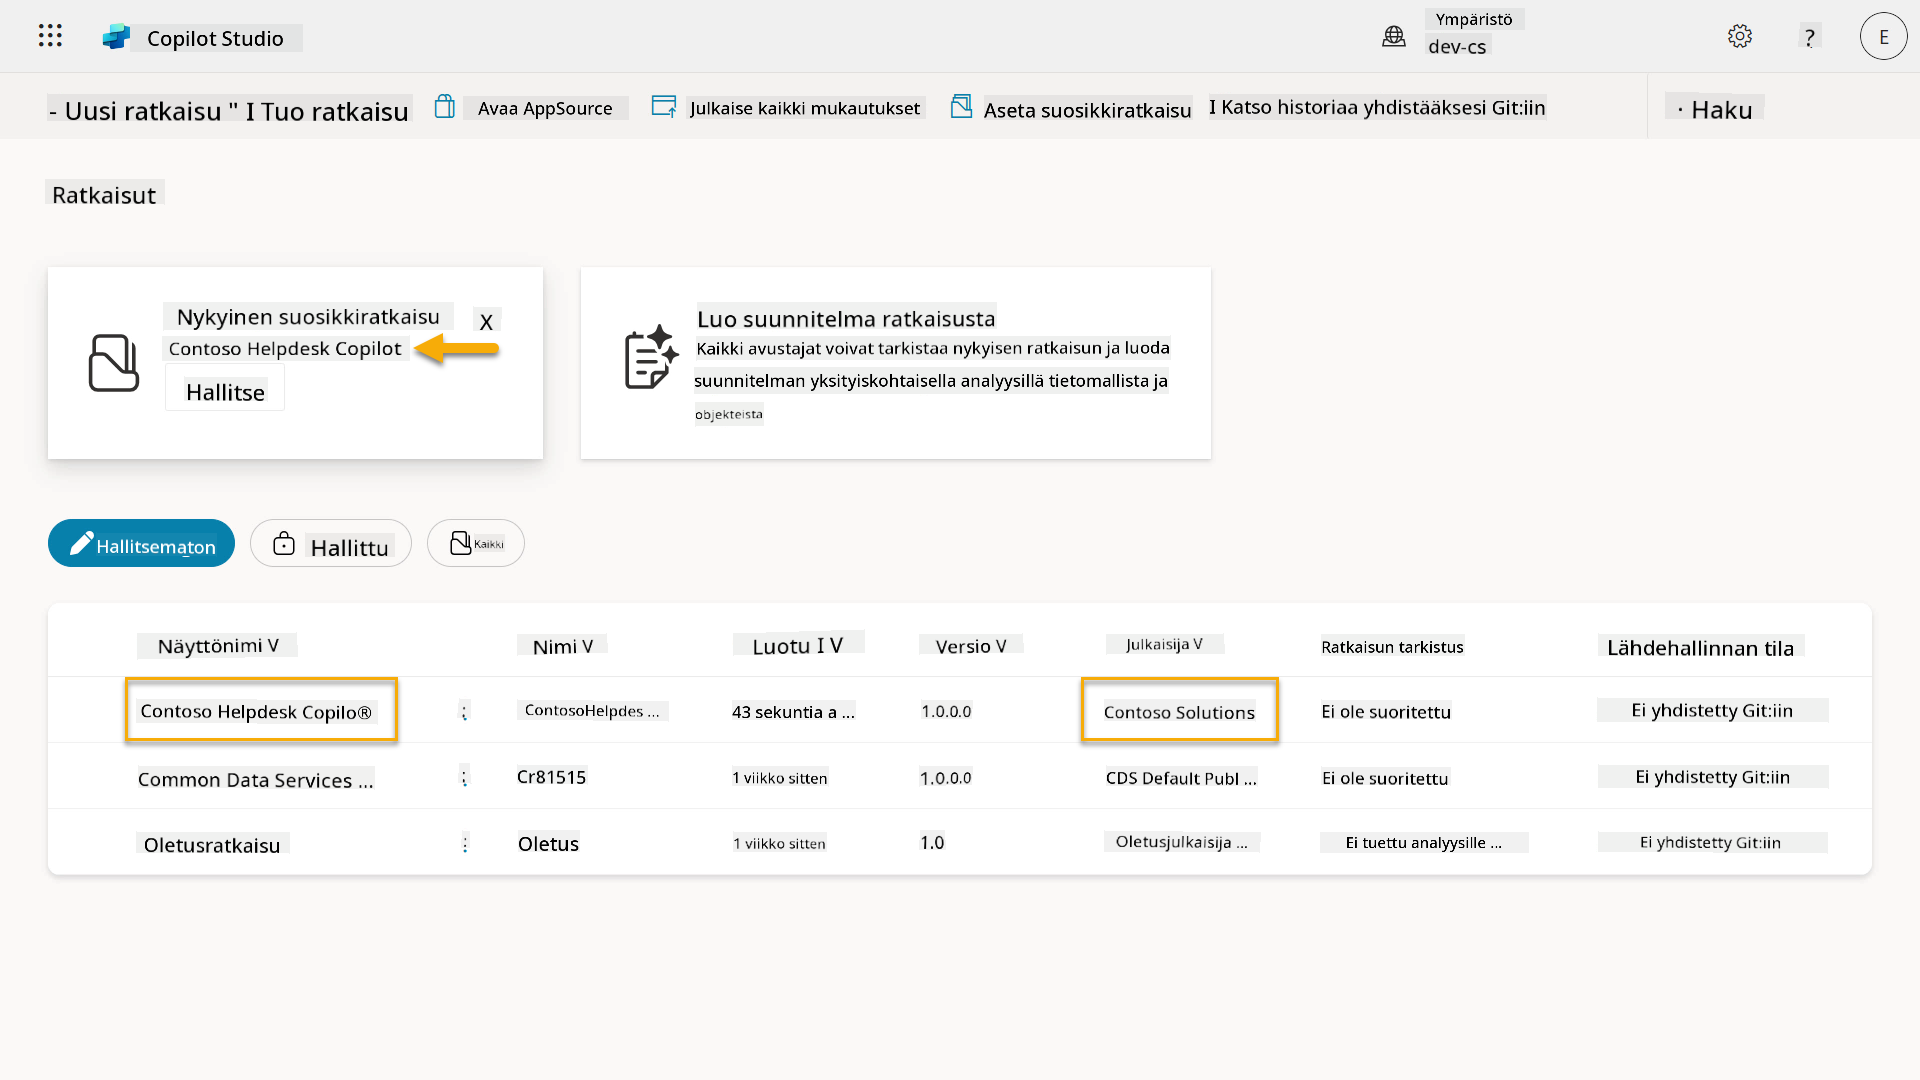 Copilot Studio
Ympäristö
dev-cs
?
E
- Uusi ratkaisu " I Tuo ratkaisu
Avaa AppSource
Julkaise kaikki mukautukset
Aseta suosikkiratkaisu
I Katso historiaa yhdistääksesi Git:iin
· Haku
Ratkaisut
Nykyinen suosikkiratkaisu
X
Contoso Helpdesk Copilot
Hallitse
Luo suunnitelma ratkaisusta
Kaikki avustajat voivat tarkistaa nykyisen ratkaisun ja luoda
suunnitelman yksityiskohtaisella analyysillä tietomallista ja
objekteista
Hallitsematon
Hallittu
Kaikki
Näyttönimi V
Nimi V
Luotu I V
Versio V
Julkaisija V
Ratkaisun tarkistus
Lähdehallinnan tila
Contoso Helpdesk Copilo®
:
ContosoHelpdes ...
43 sekuntia a ...
1.0.0.0
Contoso Solutions
Ei ole suoritettu
Ei yhdistetty Git:iin
Common Data Services ...
:
Cr81515
1 viikko sitten
1.0.0.0
CDS Default Publ ...
Ei ole suoritettu
Ei yhdistetty Git:iin
Oletusratkaisu
:
Oletus
1 viikko sitten
1.0
Oletusjulkaisija ...
Ei tuettu analyysille ...
Ei yhdistetty Git:iin